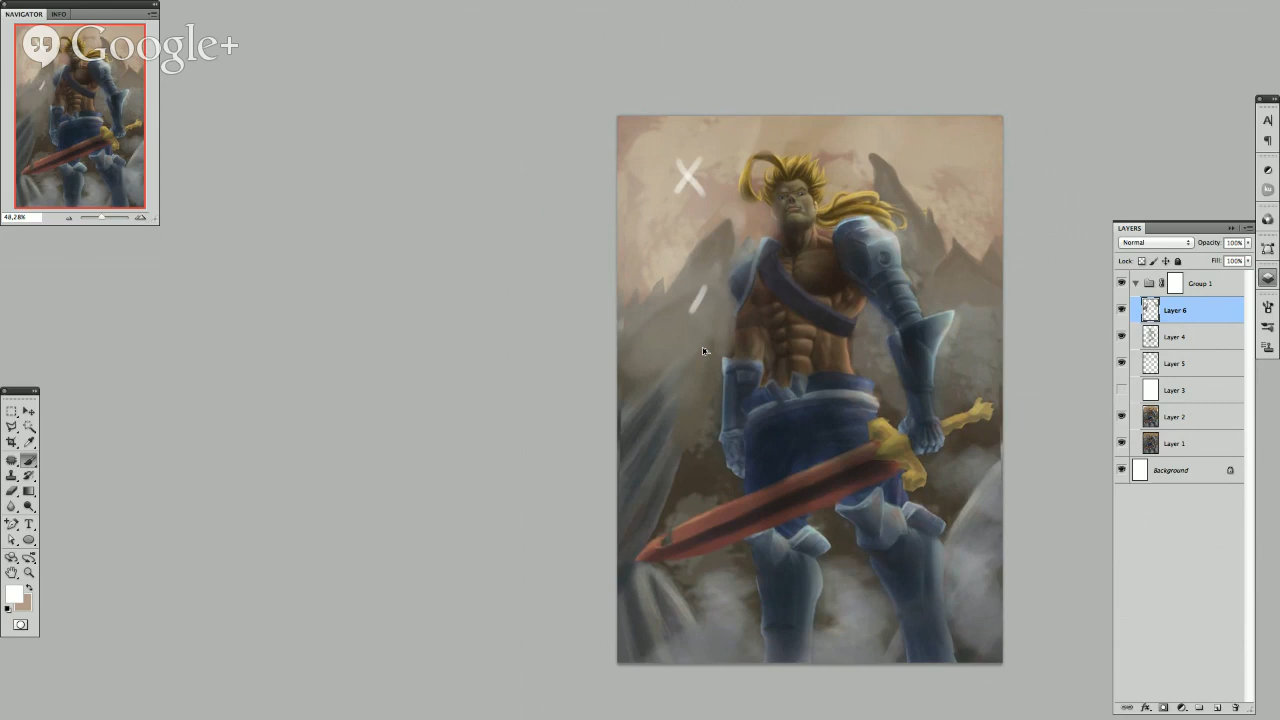 NAVIGATOR INFO
Google+
48,28%
LAYERS
Normal Opacity: 100%
Lock: Fill: 100%
Group 1
Layer 6
Layer 4
Layer 5
Layer 3
Layer 2
Layer 1
Background